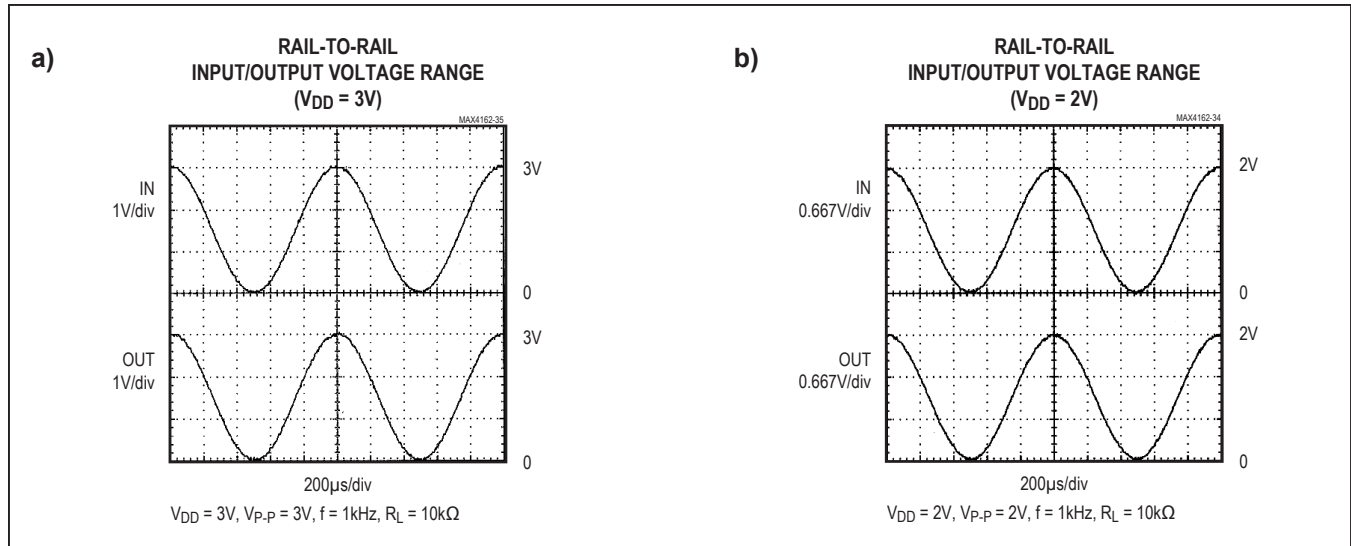 a)
RAIL-TO-RAIL
INPUT/OUTPUT VOLTAGE RANGE
(VDD = 3V)
MAX4162-35
IN
1V/div
3V
0
OUT
1V/div
3V
0
200µs/div
VDD = 3V, VP-P = 3V, f = 1kHz, RL = 10kΩ
b)
RAIL-TO-RAIL
INPUT/OUTPUT VOLTAGE RANGE
(VDD = 2V)
MAX4162-34
IN
0.667V/div
2V
0
OUT
0.667V/div
2V
0
200µs/div
VDD = 2V, VP-P = 2V, f = 1kHz, RL = 10kΩ